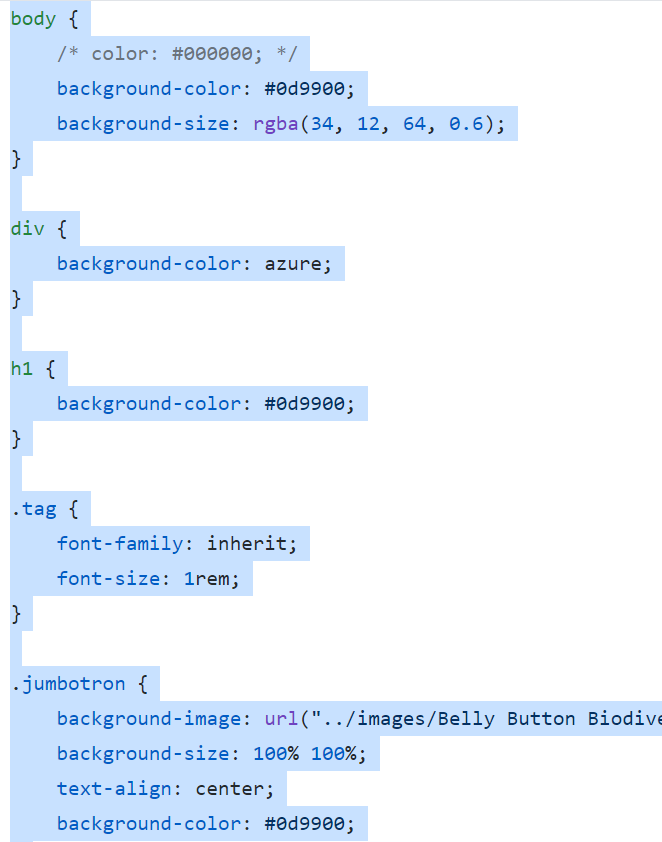 body {
    /* color: #000000; */
    background-color: #0d9900;
    background-size: rgba(34, 12, 64, 0.6);
}

div {
    background-color: azure;
}

h1 {
    background-color: #0d9900;
}

.tag {
    font-family: inherit;
    font-size: 1rem;
}

.jumbotron {
    background-image: url("../images/Belly Button
    background-size: 100% 100%;
    text-align: center;
    background-color: #0d9900;